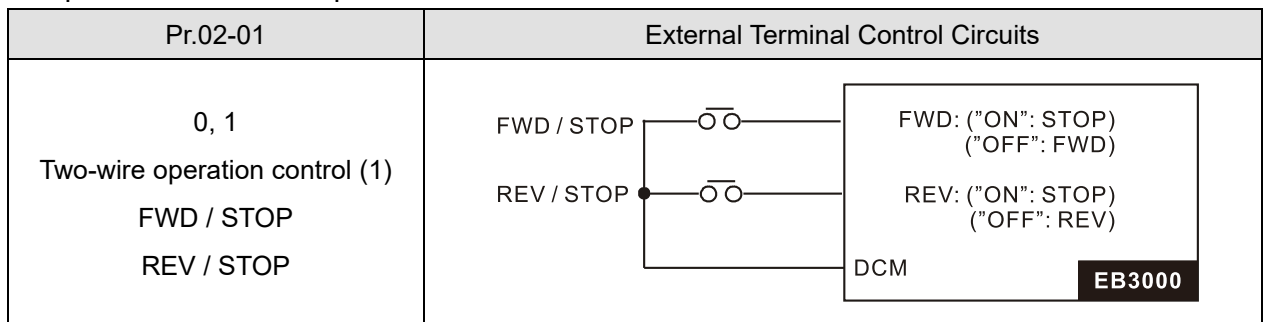 Pr.02-01
External Terminal Control Circuits
0, 1
Two-wire operation control (1)
FWD / STOP
REV / STOP
FWD / STOP
FWD: ("ON": STOP)
("OFF": FWD)
REV / STOP
REV: ("ON": STOP)
("OFF": REV)
DCM
EB3000